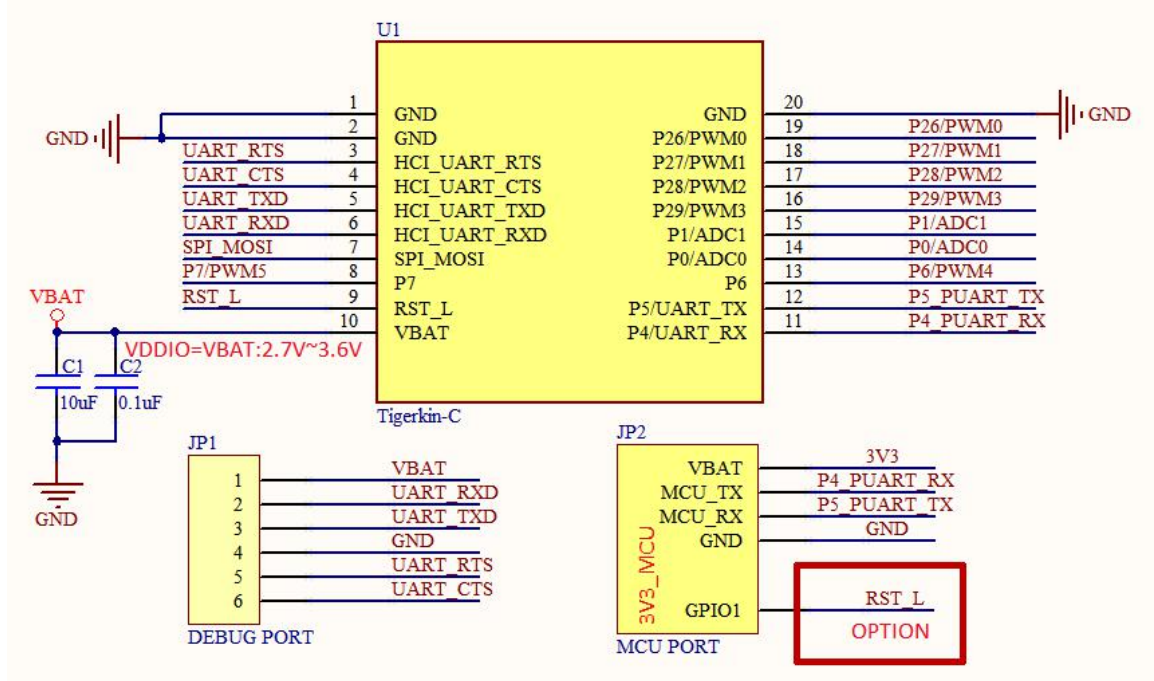 U1
1 GND
2 GND
GND
UART_RTS 3 HCI_UART_RTS
UART_CTS 4 HCI_UART_CTS
UART_TXD 5 HCI_UART_TXD
UART_RXD 6 HCI_UART_RXD
SPI_MOSI 7 SPI_MOSI
P7/PWM5 8 P7
RST_L 9 RST_L
10 VBAT
GND 20
GND
P26/PWM0 19 P26/PWM0
P27/PWM1 18 P27/PWM1
P28/PWM2 17 P28/PWM2
P29/PWM3 16 P29/PWM3
P1/ADC1 15 P1/ADC1
P0/ADC0 14 P0/ADC0
P6 13 P6/PWM4
P5/UART_TX 12 P5_PUART_TX
P4/UART_RX 11 P4_PUART_RX
Tigerkin-C
VBAT
VDDIO=VBAT:2.7V~3.6V
C1 C2
10uF 0.1uF
GND
JP1
1 VBAT
2 UART_RXD
3 UART_TXD
4 GND
5 UART_RTS
6 UART_CTS
DEBUG PORT
JP2
VBAT 3V3
MCU_TX P4_PUART_RX
MCU_RX P5_PUART_TX
GND GND
3V3_MCU
GPIO1 RST_L
OPTION
MCU PORT